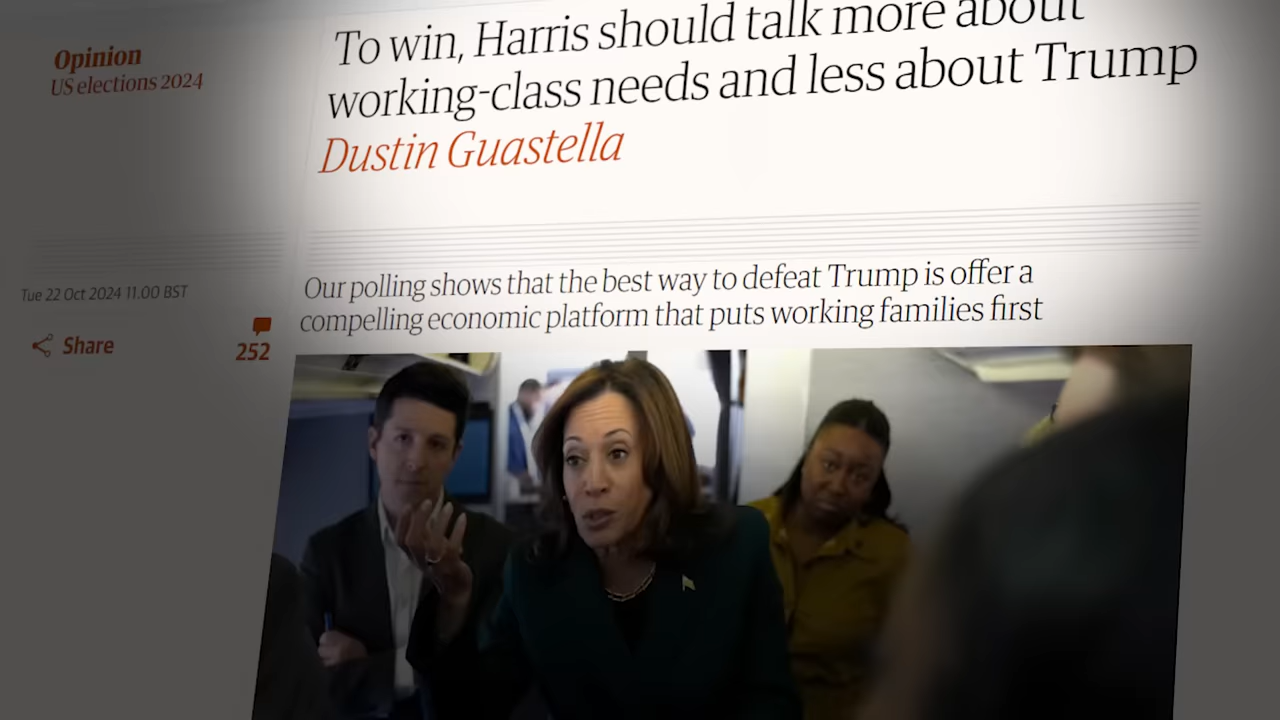 Opinion
US elections 2024
To win, Harris should talk more about
working-class needs and less about Trump
Dustin Guastella
Our polling shows that the best way to defeat Trump is offer a
compelling economic platform that puts working families first
Tue 22 Oct 2024 11.00 BST
Share
252